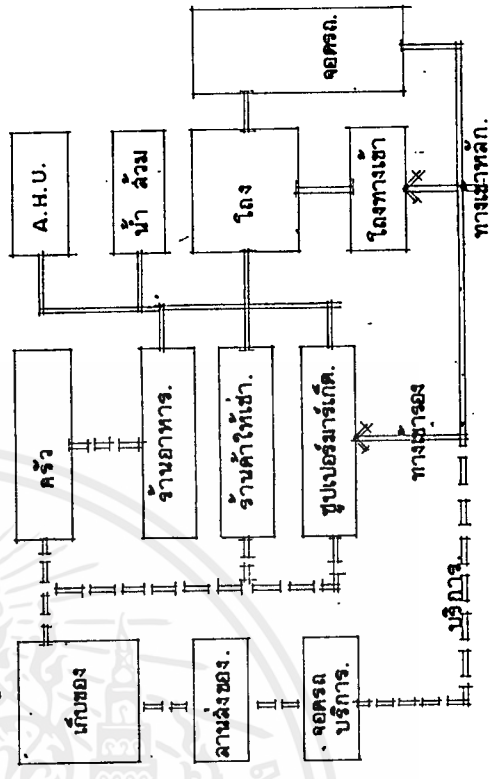 A.H.U.
น้ำ ส้วม
โถง
โถงทางเข้า
จอดรถ.
ครัว
ร้านอาหาร.
ร้านค้าให้เช่า.
ซูปเปอร์มาร์เก็ต.
เก็บของ
ลานส่งของ.
จอดรถ
บริการ.
ทางเข้าหลัก.
ทางเข้ารอง
บริการ.